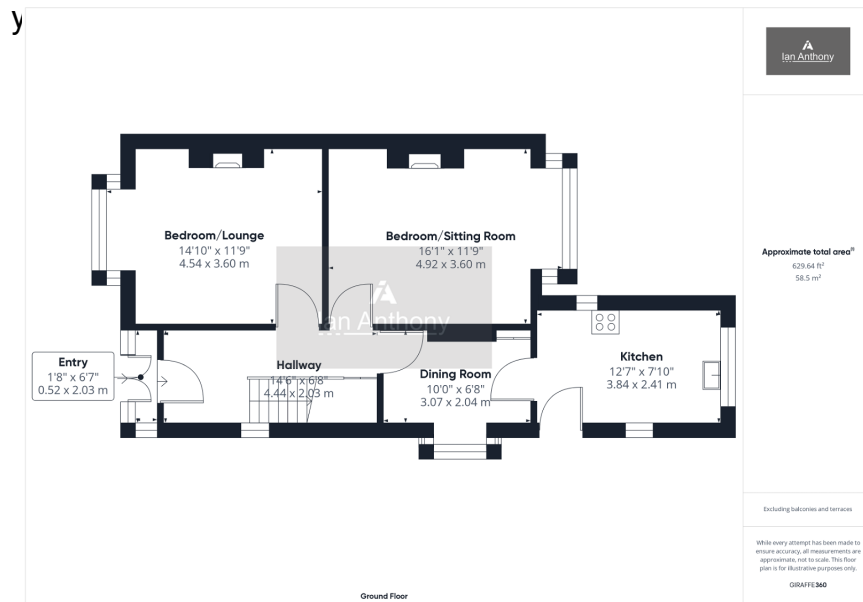 y
Ian Anthony
Bedroom/Lounge
14'10" x 11'9"
4.54 x 3.60 m
Bedroom/Sitting Room
16'1" x 11'9"
4.92 x 3.60 m
Ian Anthony
Entry
1'8" x 6'7"
0.52 x 2.03 m
Hallway
14'6" x 6'8"
4.44 x 2.03 m
Dining Room
10'0" x 6'8"
3.07 x 2.04 m
Kitchen
12'7" x 7'10"
3.84 x 2.41 m
Approximate total area⁽¹⁾
629.64 ft²
58.5 m²
Excluding balconies and terraces
While every attempt has been made to
ensure accuracy, all measurements are
approximate, not to scale. This floor
plan is for illustrative purposes only.
GIRAFFE360
Ground Floor